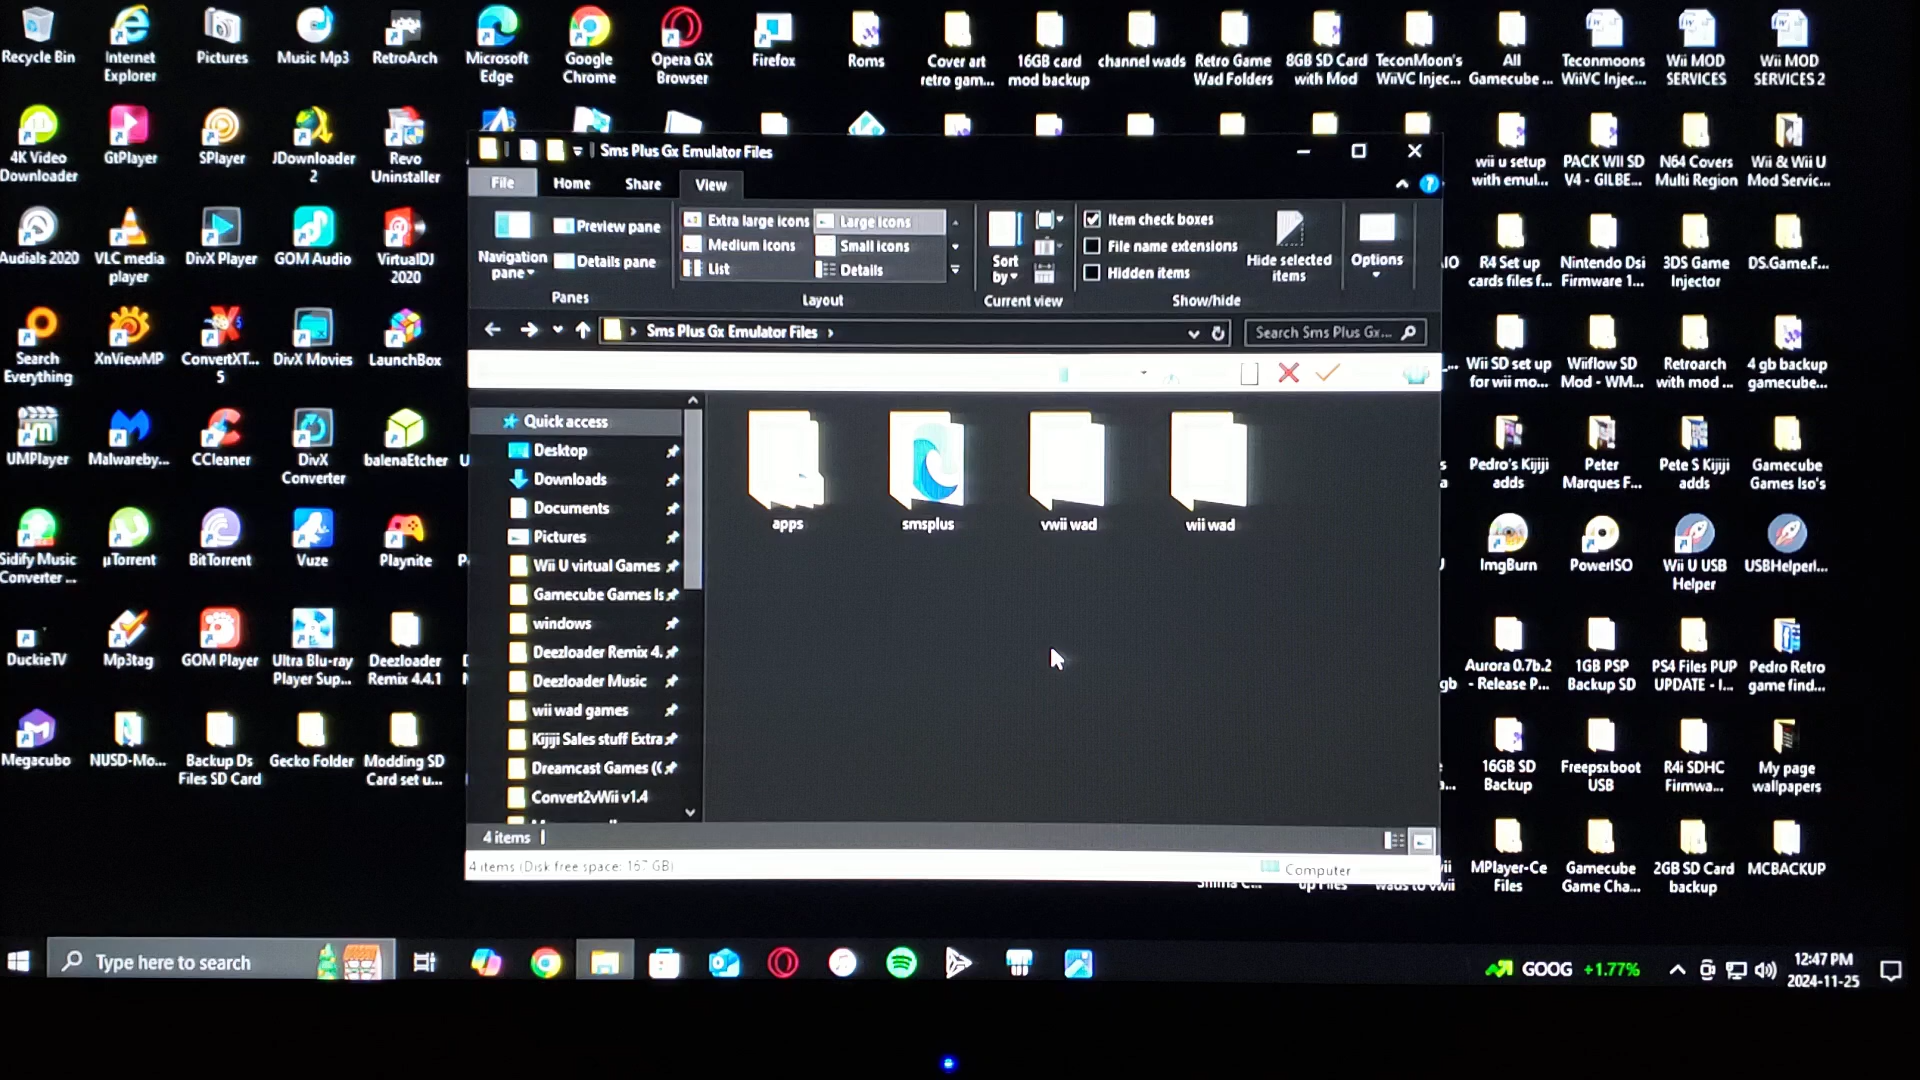 Recycle Bin
Internet
Explorer
Pictures
Music Mp3
RetroArch
Microsoft
Edge
Google
Chrome
Opera GX
Browser
Firefox
Roms
Cover art
retro gam...
16GB card
mod backup
channel wads
Retro Game
Wad Folders
8GB SD Card
with Mod
TeconMoon's
WiiVC Injec...
All
Gamecube ...
Teconmoons
WiiVC Injec...
Wii MOD
SERVICES
Wii MOD
SERVICES 2
4K Video
Downloader
GtPlayer
SPlayer
JDownloader
2
Revo
Uninstaller
wii u setup
with emul...
PACK WII SD
V4 - GILBE...
N64 Covers
Multi Region
Wii & Wii U
Mod Servic...
Audials 2020
VLC media
player
DivX Player
GOM Audio
VirtualDJ
2020
R4 Set up
cards files f...
Nintendo Dsi
Firmware 1...
3DS Game
Injector
DS.Game.F...
Search
Everything
XnViewMP
ConvertXT...
5
DivX Movies
LaunchBox
Wii SD set up
for wii mo...
Wiiflow SD
Mod - WM...
Retroarch
with mod ...
4 gb backup
gamecube...
UMPlayer
Malwareby...
CCleaner
DivX
Converter
balenaEtcher
Pedro's Kijiji
adds
Peter
Marques F...
Pete S Kijiji
adds
Gamecube
Games Iso's
Sidify Music
Converter ...
µTorrent
BitTorrent
Vuze
Playnite
ImgBurn
PowerISO
Wii U USB
Helper
USBHelperI...
DuckieTV
Mp3tag
GOM Player
Ultra Blu-ray
Player Sup...
Deezloader
Remix 4.4.1
Aurora 0.7b.2
- Release P...
1GB PSP
Backup SD
PS4 Files PUP
UPDATE - I...
Pedro Retro
game find...
Megacubo
NUSD-Mo...
Backup Ds
Files SD Card
Gecko Folder
Modding SD
Card set u...
16GB SD
Backup
Freepsxboot
USB
R4i SDHC
Firmwa...
My page
wallpapers
MPlayer-Ce
Files
Gamecube
Game Cha...
2GB SD Card
backup
MCBACKUP
Sms Plus Gx Emulator Files
File
Home
Share
View
Navigation
pane
Preview pane
Details pane
Panes
Extra large icons
Large icons
Medium icons
Small icons
List
Details
Layout
Sort
by
Current view
Item check boxes
File name extensions
Hidden items
Hide selected
items
Show/hide
Options
Sms Plus Gx Emulator Files
Search Sms Plus Gx...
Quick access
Desktop
Downloads
Documents
Pictures
Wii U virtual Games
Gamecube Games Is
windows
Deezloader Remix 4.
Deezloader Music
wii wad games
Kijiji Sales stuff Extra
Dreamcast Games ((
Convert2vWii v1.4
apps
smsplus
vwii wad
wii wad
4 items
4 items (Disk free space: 167 GB)
Computer
Type here to search
GOOG +1.77%
12:47 PM
2024-11-25